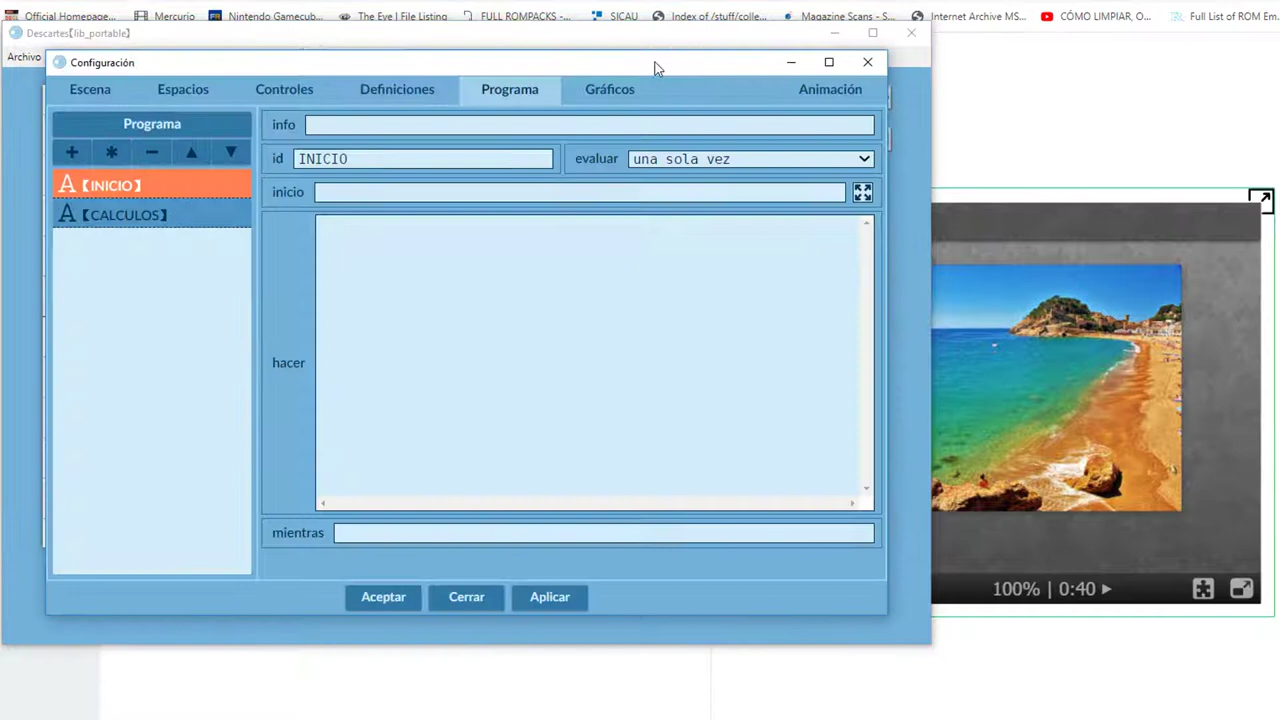 Official Homepage...
Mercurio
Nintendo Gamecub...
The Eye | File Listing
FULL ROMPACKS -...
SICAU
Index of /stuff/colle...
Magazine Scans - S...
Internet Archive MS...
CÓMO LIMPIAR, O...
Full List of ROM Em...
Descartes【lib_portable】
Archivo
Configuración
Escena
Espacios
Controles
Definiciones
Programa
Gráficos
Animación
Programa
+ * − ▲ ▼
A【INICIO】
A【CALCULOS】
info
id INICIO
evaluar una sola vez
inicio
hacer
mientras
Aceptar
Cerrar
Aplicar
100% | 0:40